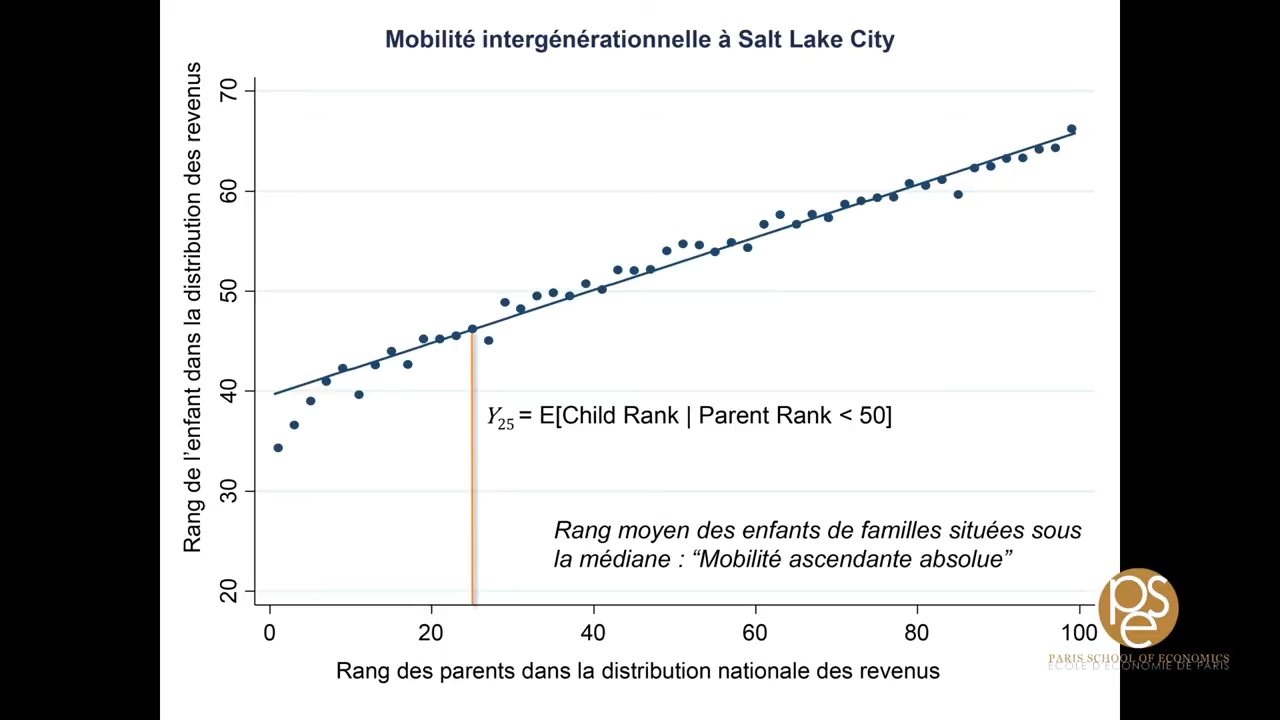 Mobilité intergénérationnelle à Salt Lake City
Rang de l’enfant dans la distribution des revenus
70
60
50
40
30
20
Y25 = E[Child Rank | Parent Rank < 50]
Rang moyen des enfants de familles situées sous
la médiane : “Mobilité ascendante absolue”
0
20
40
60
80
100
Rang des parents dans la distribution nationale des revenus
pse
PARIS SCHOOL OF ECONOMICS
ECOLE D'ECONOMIE DE PARIS